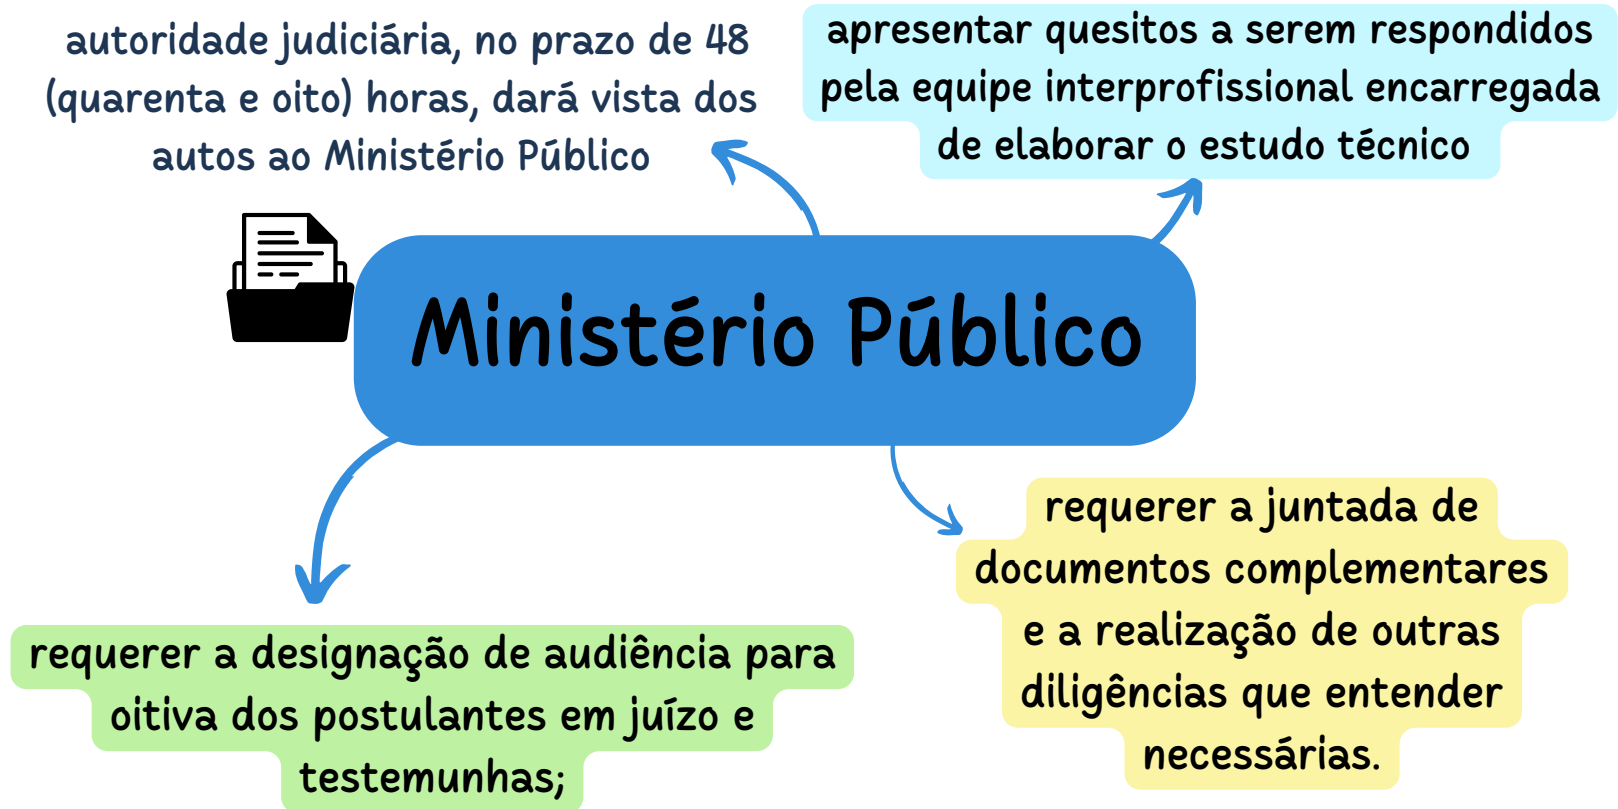 autoridade judiciária, no prazo de 48
(quarenta e oito) horas, dará vista dos
autos ao Ministério Público
apresentar quesitos a serem respondidos
pela equipe interprofissional encarregada
de elaborar o estudo técnico
Ministério Público
requerer a designação de audiência para
oitiva dos postulantes em juízo e
testemunhas;
requerer a juntada de
documentos complementares
e a realização de outras
diligências que entender
necessárias.